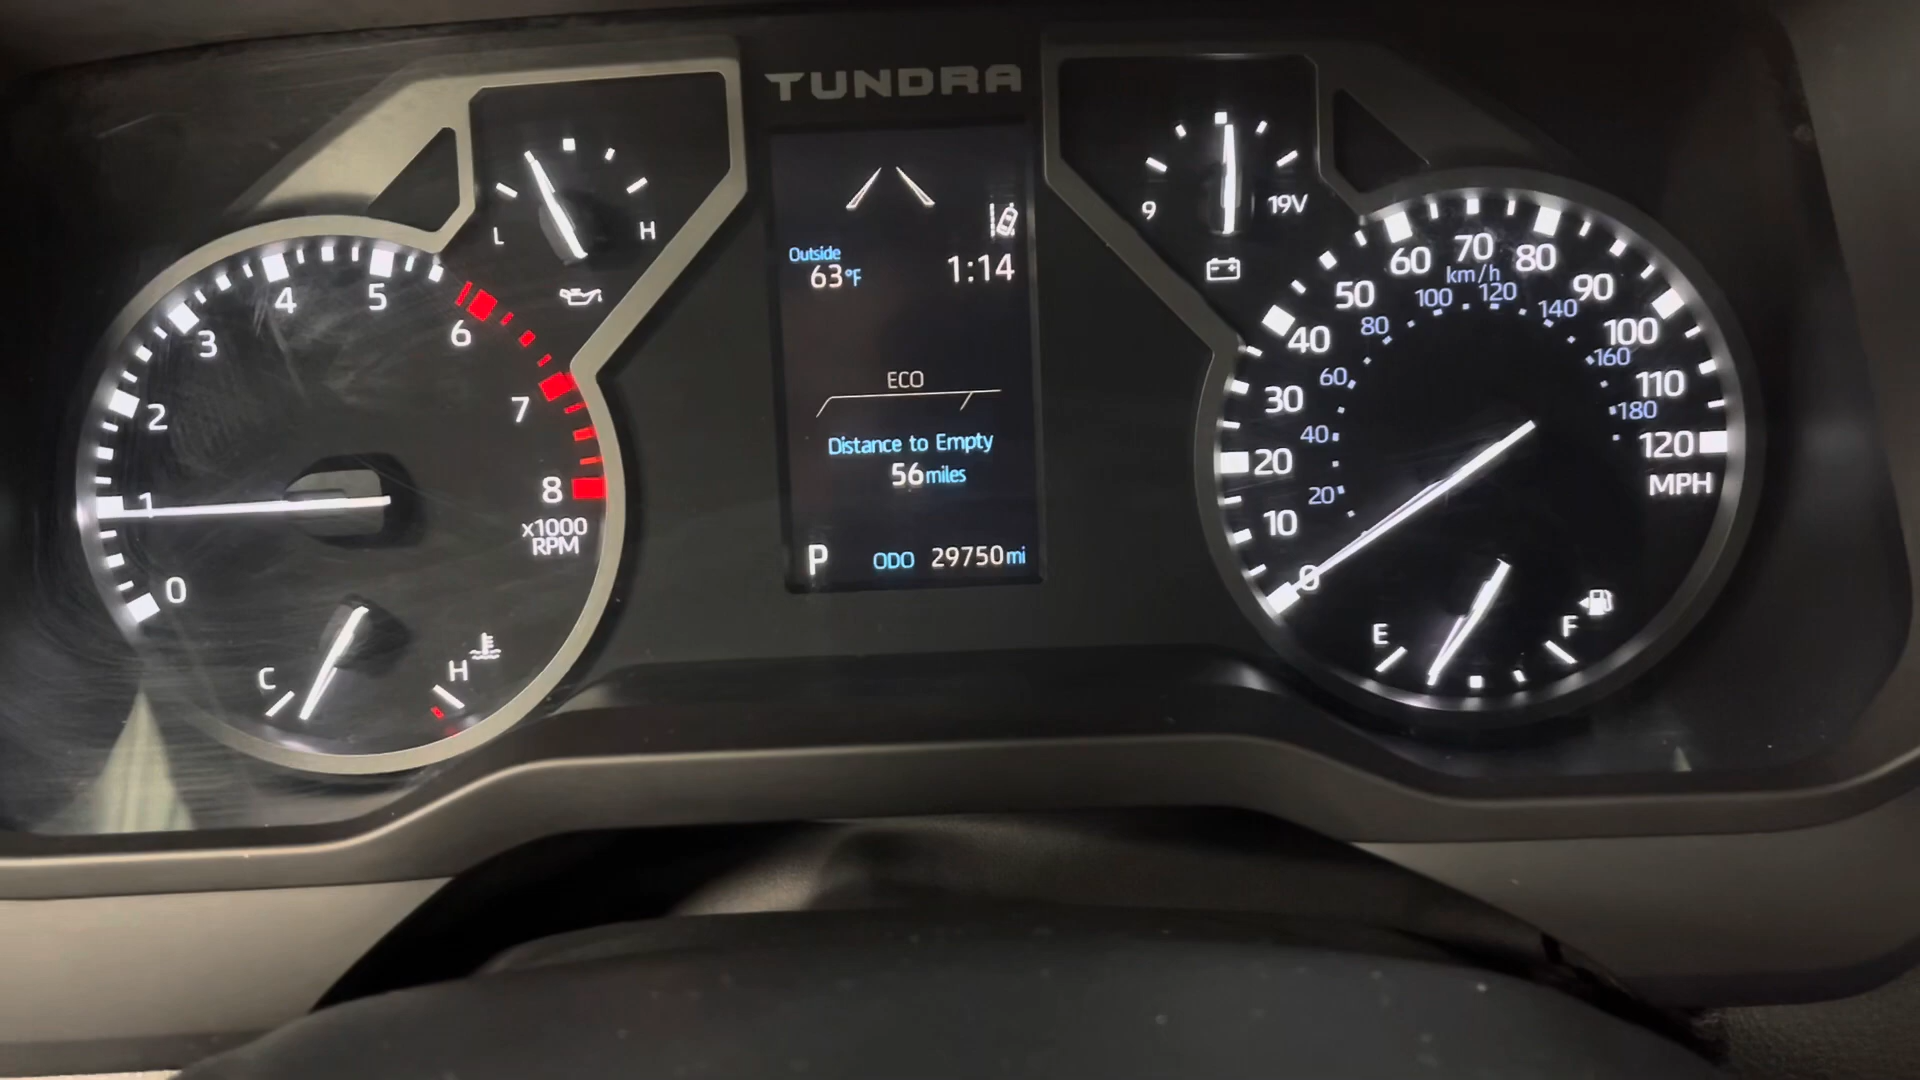 TUNDRA
L H
Outside
63°F 1:14
ECO
Distance to Empty
56 miles
P ODO 29750 mi
0 1 2 3 4 5 6 7 8
x1000
RPM
C H
9 19V
0 10 20 30 40 50 60 70 80 90 100 110 120
MPH
km/h
20 40 60 80 100 120 140 160 180
E F